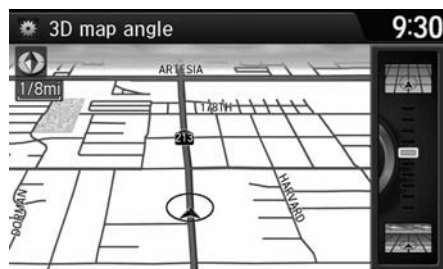 3D map angle
9:30
ARTESIA
1/8mi
178TH
213
HARVARD
DORMAN